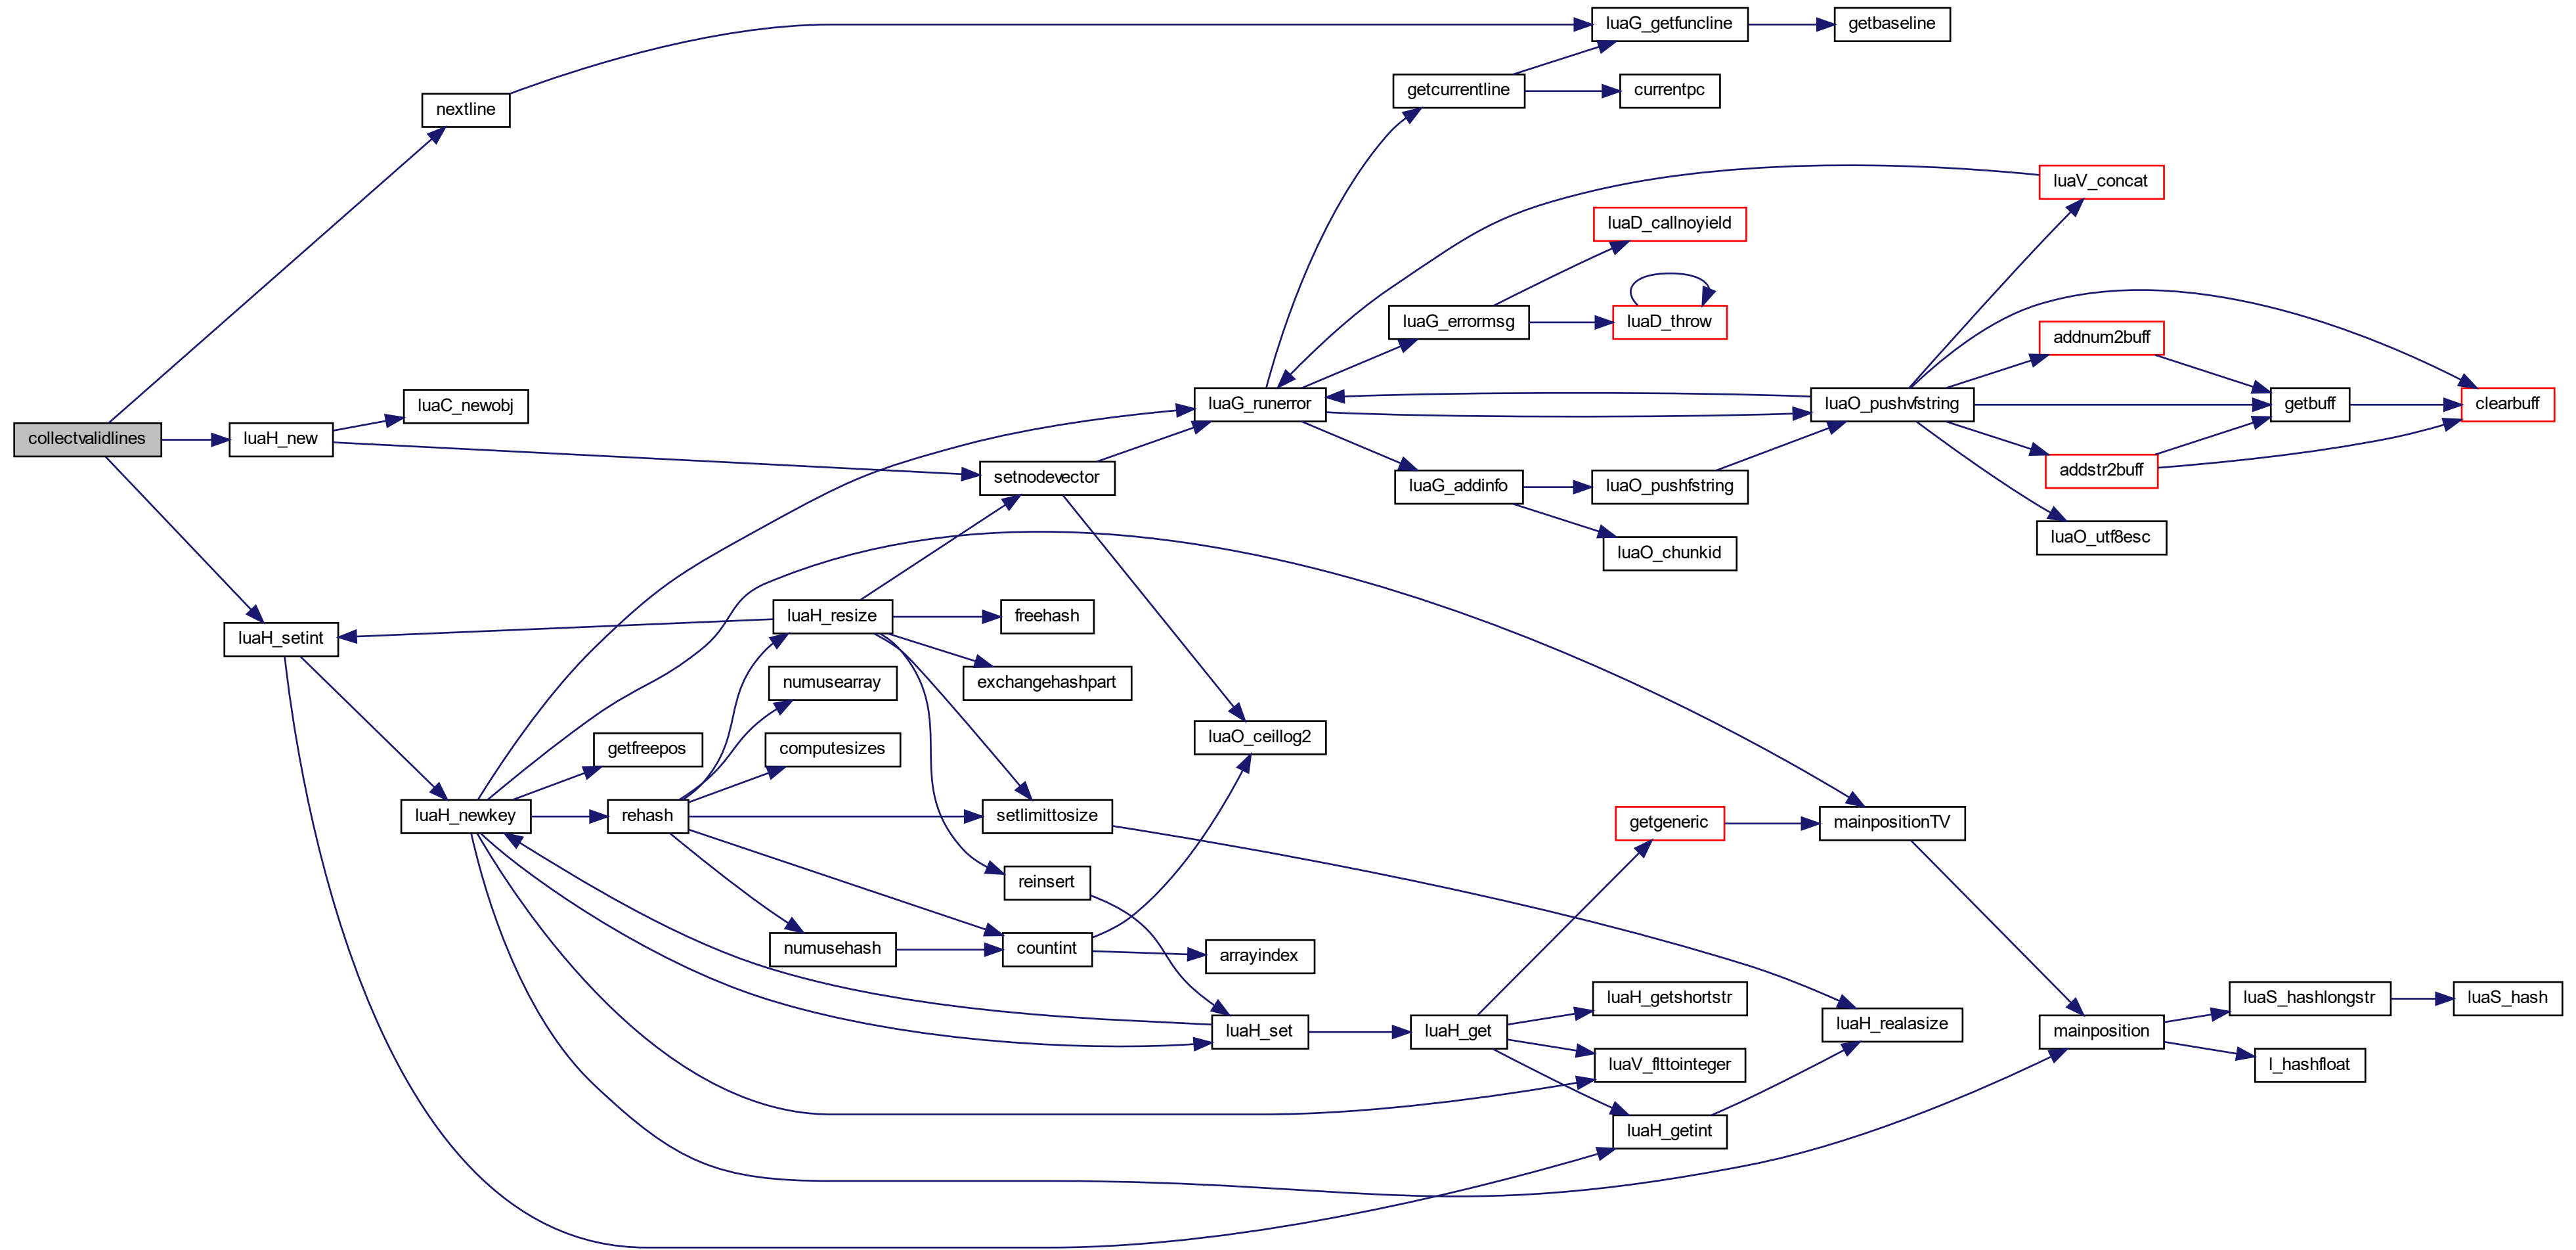 luaG_getfuncline
getbaseline
getcurrentline
currentpc
nextline
luaV_concat
luaD_callnoyield
luaG_errormsg
luaD_throw
addnum2buff
luaC_newobj
luaG_runerror
luaO_pushvfstring
getbuff
clearbuff
collectvalidlines
luaH_new
setnodevector
luaG_addinfo
luaO_pushfstring
addstr2buff
luaO_utf8esc
luaO_chunkid
luaH_setint
luaH_resize
freehash
numusearray
exchangehashpart
luaO_ceillog2
getfreepos
computesizes
luaH_newkey
rehash
setlimittosize
getgeneric
mainpositionTV
reinsert
numusehash
countint
arrayindex
luaH_getshortstr
luaS_hashlongstr
luaS_hash
luaH_set
luaH_get
luaH_realasize
mainposition
luaV_flttointeger
l_hashfloat
luaH_getint